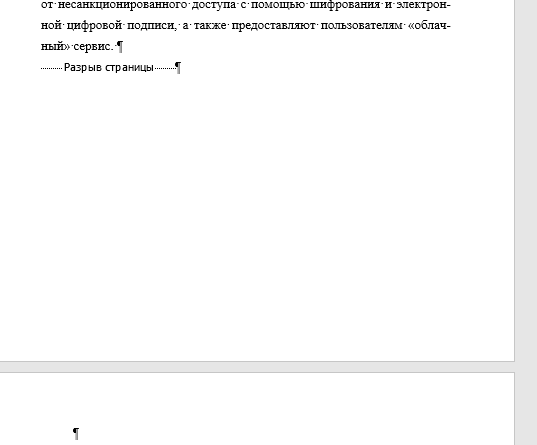 от несанкционированного доступа с помощью шифрования и электрон-
ной цифровой подписи, а также предоставляют пользователям «облач-
ный» сервис. ¶
Разрыв страницы ¶
¶